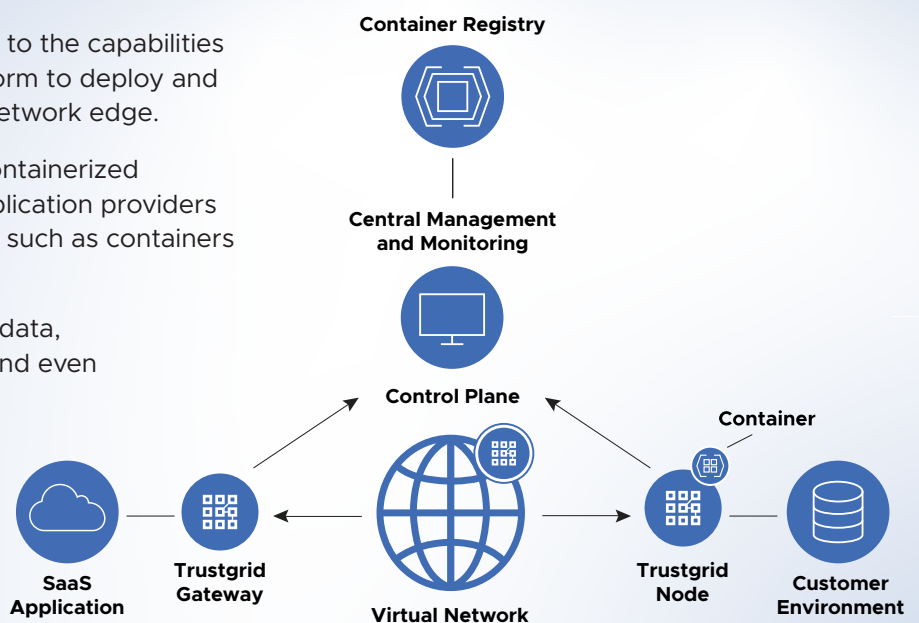 to the capabilities
orm to deploy and
etwork edge.
ontainerized
plication providers
such as containers
data,
nd even
Container Registry
Central Management
and Monitoring
Control Plane
Container
SaaS
Application
Trustgrid
Gateway
Virtual Network
Trustgrid
Node
Customer
Environment